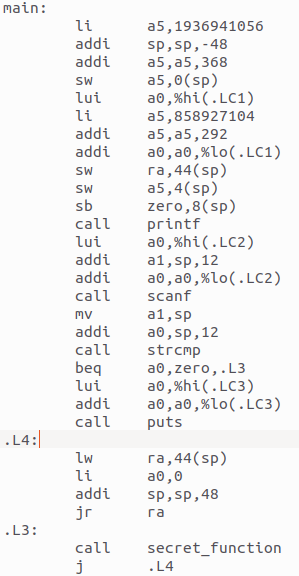 main:
li a5,1936941056
addi sp,sp,-48
addi a5,a5,368
sw a5,0(sp)
lui a0,%hi(.LC1)
li a5,858927104
addi a5,a5,292
addi a0,a0,%lo(.LC1)
sw ra,44(sp)
sw a5,4(sp)
sb zero,8(sp)
call printf
lui a0,%hi(.LC2)
addi a1,sp,12
addi a0,a0,%lo(.LC2)
call scanf
mv a1,sp
addi a0,sp,12
call strcmp
beq a0,zero,.L3
lui a0,%hi(.LC3)
addi a0,a0,%lo(.LC3)
call puts
.L4:
lw ra,44(sp)
li a0,0
addi sp,sp,48
jr ra
.L3:
call secret_function
j .L4